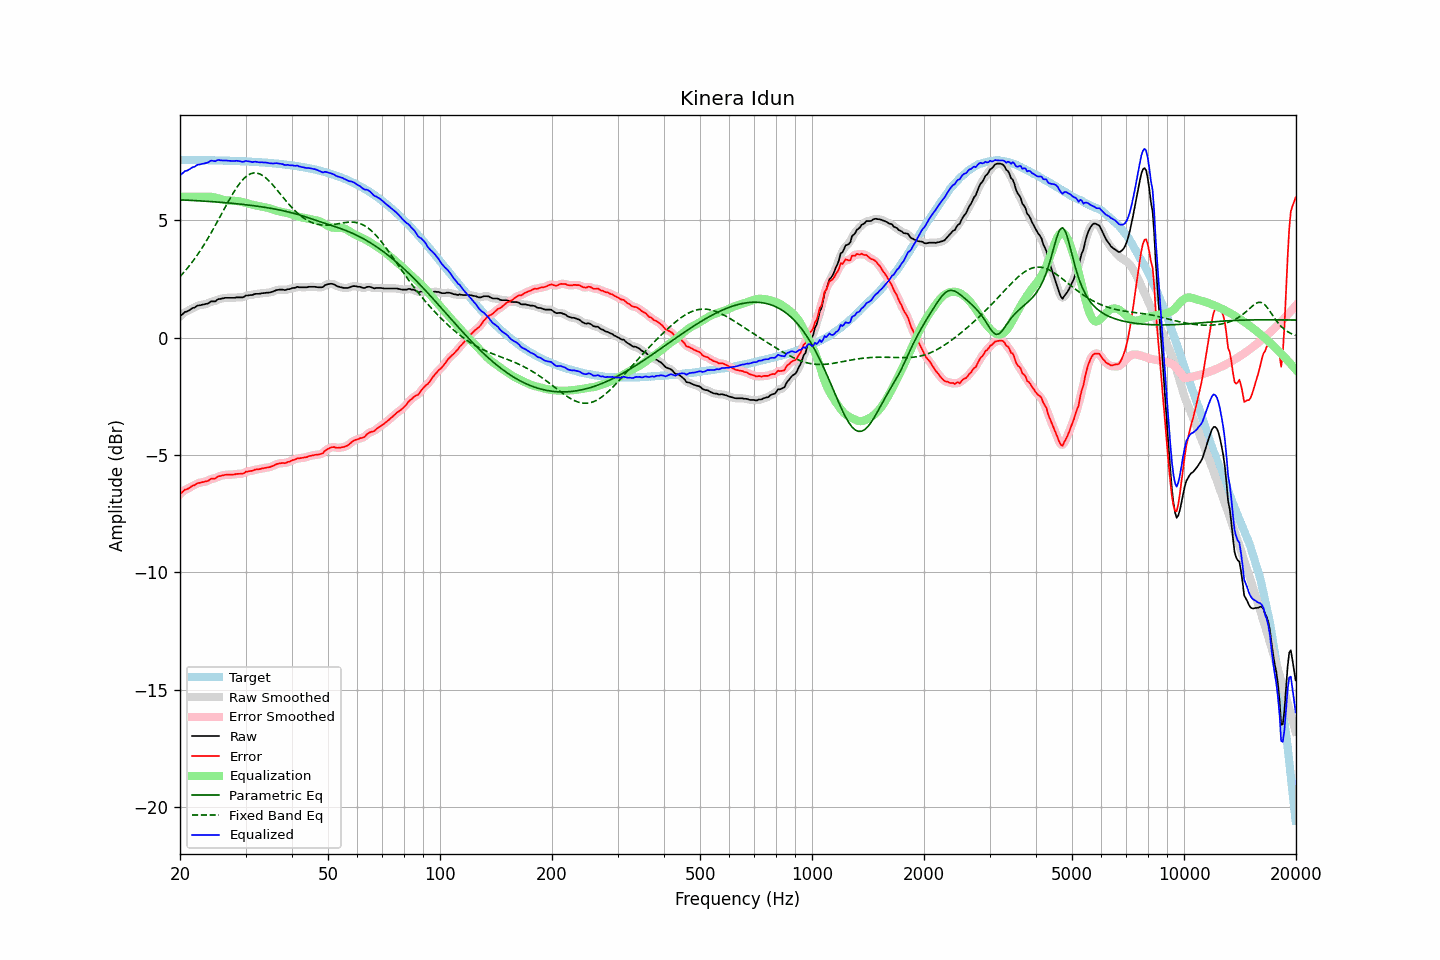 Kinera Idun
Amplitude (dBr)
5
0
−5
−10
−15
−20
Target
Raw Smoothed
Error Smoothed
Raw
Error
Equalization
Parametric Eq
Fixed Band Eq
Equalized
20 50 100 200 500 1000 2000 5000 10000 20000
Frequency (Hz)